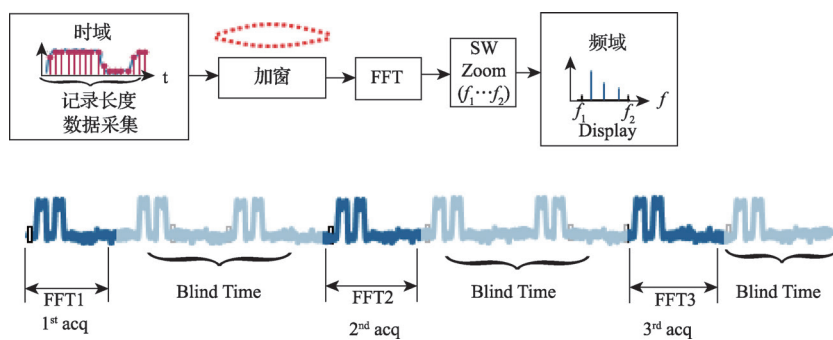 时域
t
记录长度
数据采集
加窗
FFT
SW
Zoom
(f₁⋯f₂)
频域
f₁
f₂
f
Display
FFT1
Blind Time
FFT2
Blind Time
FFT3
Blind Time
1ˢᵗ acq
2ⁿᵈ acq
3ʳᵈ acq